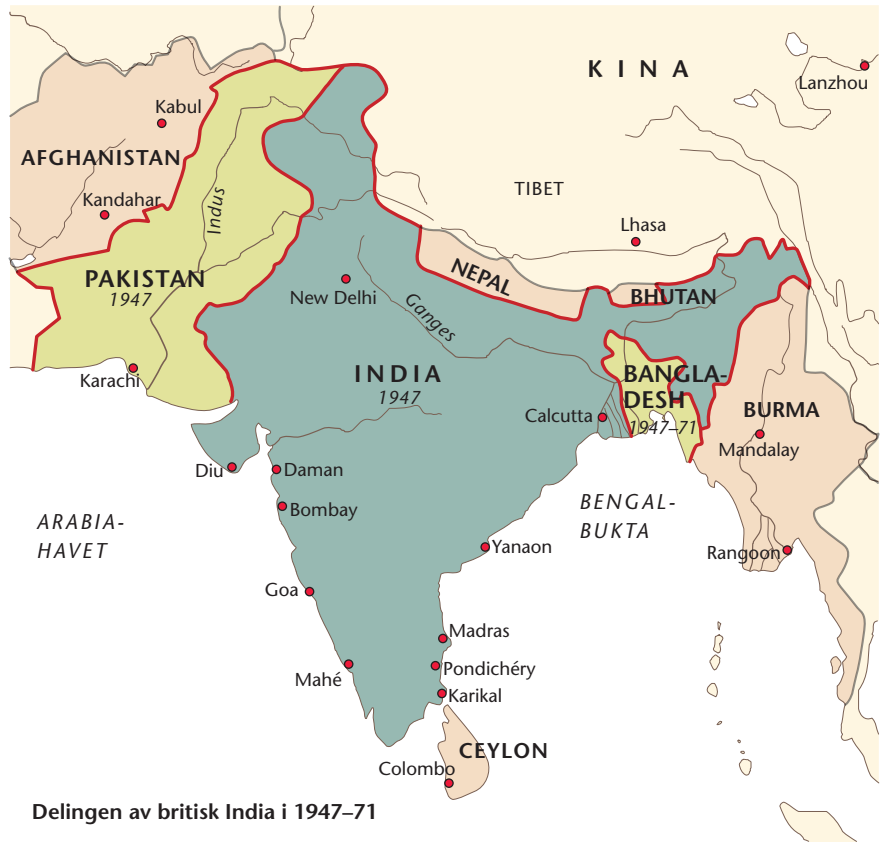 KINA
Lanzhou
Kabul
AFGHANISTAN
Kandahar
Indus
TIBET
Lhasa
PAKISTAN
1947
New Delhi
NEPAL
BHUTAN
Ganges
Karachi
INDIA
1947
BANGLA-
DESH
1947–71
Calcutta
BURMA
Mandalay
Diu
Daman
Bombay
ARABIA-
HAVET
BENGAL-
BUKTA
Yanaon
Rangoon
Goa
Madras
Mahé
Pondichéry
Karikal
CEYLON
Colombo
Delingen av britisk India i 1947–71